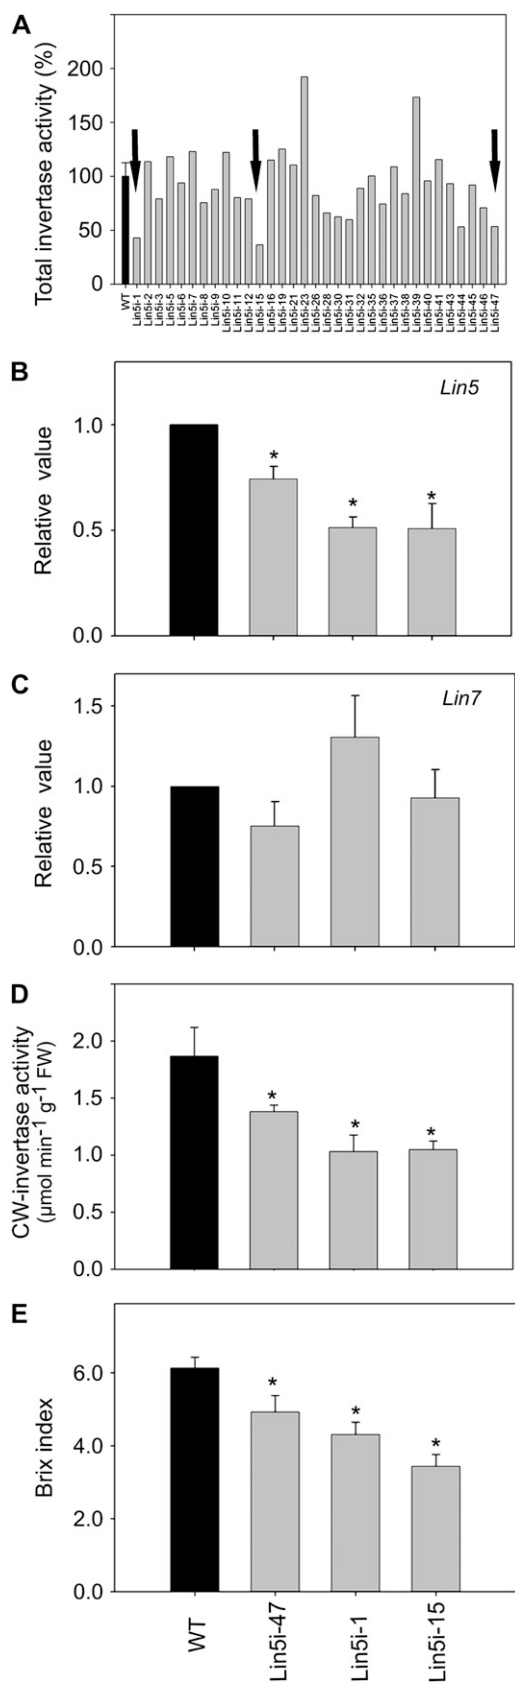 A
Total invertase activity (%)
200
150
100
50
0
WT
Lin5i-1
Lin5i-2
Lin5i-3
Lin5i-5
Lin5i-6
Lin5i-7
Lin5i-8
Lin5i-9
Lin5i-10
Lin5i-11
Lin5i-12
Lin5i-15
Lin5i-16
Lin5i-19
Lin5i-21
Lin5i-23
Lin5i-26
Lin5i-28
Lin5i-30
Lin5i-31
Lin5i-32
Lin5i-35
Lin5i-36
Lin5i-37
Lin5i-38
Lin5i-39
Lin5i-40
Lin5i-41
Lin5i-43
Lin5i-44
Lin5i-45
Lin5i-46
Lin5i-47
B
Lin5
Relative value
1.0
0.5
0.0
*
*
*
C
Lin7
Relative value
1.5
1.0
0.5
0.0
D
CW-invertase activity
(μmol min⁻¹ g⁻¹ FW)
2.0
1.5
1.0
0.5
0.0
*
*
*
E
Brix index
6.0
4.0
2.0
0.0
*
*
*
WT
Lin5i-47
Lin5i-1
Lin5i-15